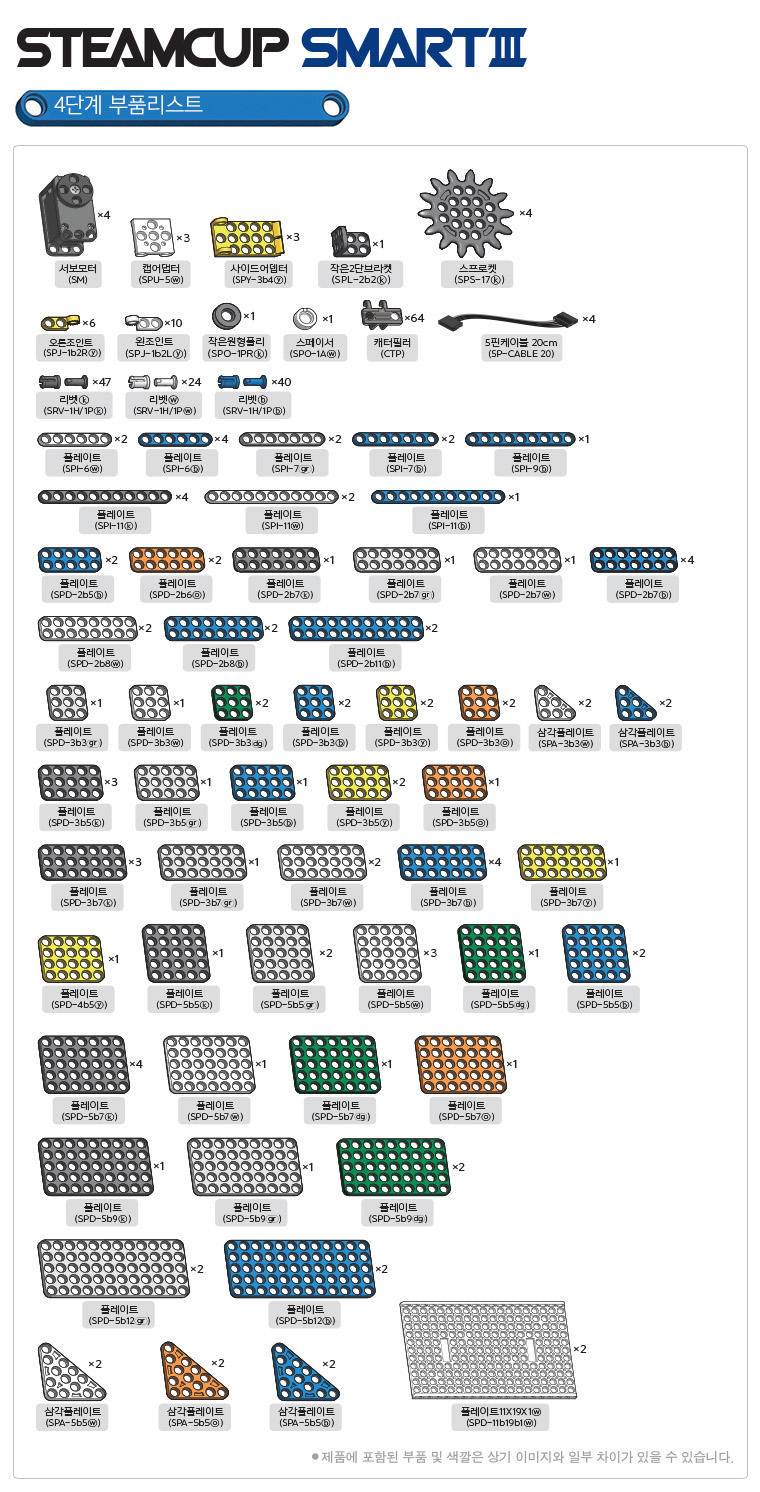 STEAMCUP SMARTⅢ
4단계 부품리스트
×4
×3
×3
×1
×4
서보모터
(SM)
캡어댑터
(SPU-5ⓦ)
사이드어뎁터
(SPY-3b4ⓨ)
작은2단브라켓
(SPL-2b2ⓚ)
스프로켓
(SPS-17ⓚ)
×6
×10
×1
×1
×64
×4
오른조인트
(SPJ-1b2Rⓨ)
왼조인트
(SPJ-1b2Lⓨ)
작은원형풀리
(SPO-1PRⓚ)
스페이서
(SPO-1Aⓦ)
캐터필러
(CTP)
5핀케이블 20cm
(5P-CABLE 20)
×47
×24
×40
리벳ⓚ
(SRV-1H/1Pⓚ)
리벳ⓦ
(SRV-1H/1Pⓦ)
리벳ⓑ
(SRV-1H/1Pⓑ)
×2
×4
×2
×2
×1
플레이트
(SPI-6ⓦ)
플레이트
(SPI-6ⓑ)
플레이트
(SPI-7gr)
플레이트
(SPI-7ⓑ)
플레이트
(SPI-9ⓑ)
×4
×2
×1
플레이트
(SPI-11ⓚ)
플레이트
(SPI-11ⓦ)
플레이트
(SPI-11ⓑ)
×2
×2
×1
×1
×1
×4
플레이트
(SPD-2b5ⓑ)
플레이트
(SPD-2b6ⓞ)
플레이트
(SPD-2b7ⓚ)
플레이트
(SPD-2b7gr)
플레이트
(SPD-2b7ⓦ)
플레이트
(SPD-2b7ⓑ)
×2
×2
×2
플레이트
(SPD-2b8ⓦ)
플레이트
(SPD-2b8ⓑ)
플레이트
(SPD-2b11ⓑ)
×1
×1
×2
×2
×2
×2
×2
×2
플레이트
(SPD-3b3gr)
플레이트
(SPD-3b3ⓦ)
플레이트
(SPD-3b3dg)
플레이트
(SPD-3b3ⓑ)
플레이트
(SPD-3b3ⓨ)
플레이트
(SPD-3b3ⓞ)
삼각플레이트
(SPA-3b3ⓦ)
삼각플레이트
(SPA-3b3ⓑ)
×3
×1
×1
×2
×1
플레이트
(SPD-3b5ⓚ)
플레이트
(SPD-3b5gr)
플레이트
(SPD-3b5ⓑ)
플레이트
(SPD-3b5ⓨ)
플레이트
(SPD-3b5ⓞ)
×3
×1
×2
×4
×1
플레이트
(SPD-3b7ⓚ)
플레이트
(SPD-3b7gr)
플레이트
(SPD-3b7ⓦ)
플레이트
(SPD-3b7ⓑ)
플레이트
(SPD-3b7ⓨ)
×1
×1
×2
×3
×1
×2
플레이트
(SPD-4b5ⓨ)
플레이트
(SPD-5b5ⓚ)
플레이트
(SPD-5b5gr)
플레이트
(SPD-5b5ⓦ)
플레이트
(SPD-5b5dg)
플레이트
(SPD-5b5ⓑ)
×4
×1
×1
×1
플레이트
(SPD-5b7ⓚ)
플레이트
(SPD-5b7ⓦ)
플레이트
(SPD-5b7dg)
플레이트
(SPD-5b7ⓞ)
×1
×1
×2
플레이트
(SPD-5b9ⓚ)
플레이트
(SPD-5b9gr)
플레이트
(SPD-5b9dg)
×2
×2
플레이트
(SPD-5b12gr)
플레이트
(SPD-5b12ⓑ)
×2
×2
×2
×2
삼각플레이트
(SPA-5b5ⓦ)
삼각플레이트
(SPA-5b5ⓞ)
삼각플레이트
(SPA-5b5ⓑ)
플레이트11X19X1ⓦ
(SPD-11b19b1ⓦ)
● 제품에 포함된 부품 및 색깔은 상기 이미지와 일부 차이가 있을 수 있습니다.